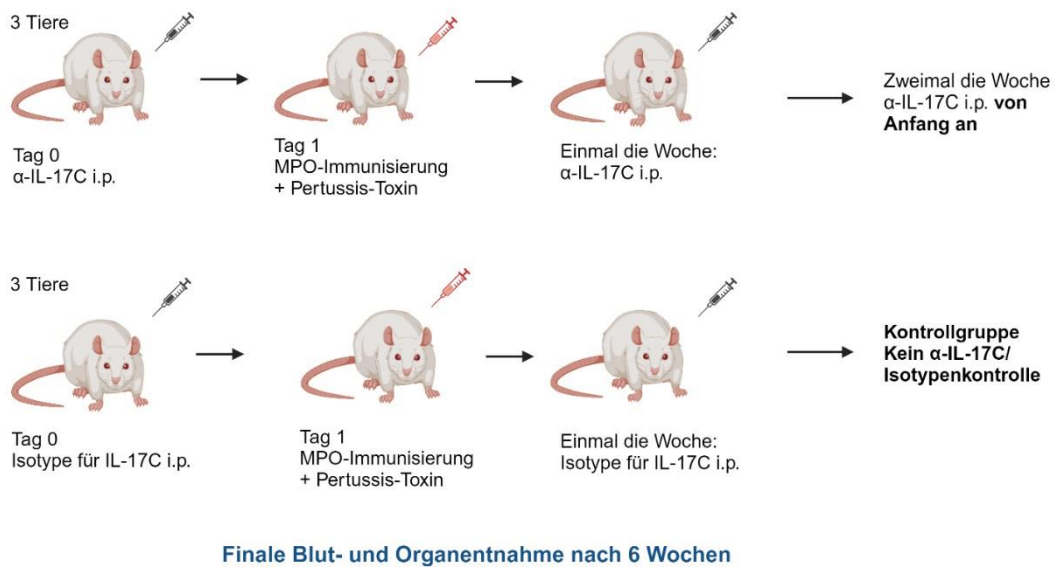 3 Tiere
Tag 0
α-IL-17C i.p.
Tag 1
MPO-Immunisierung
+ Pertussis-Toxin
Einmal die Woche:
α-IL-17C i.p.
Zweimal die Woche
α-IL-17C i.p. von
Anfang an
3 Tiere
Tag 0
Isotype für IL-17C i.p.
Tag 1
MPO-Immunisierung
+ Pertussis-Toxin
Einmal die Woche:
Isotype für IL-17C i.p.
Kontrollgruppe
Kein α-IL-17C/
Isotypenkontrolle
Finale Blut- und Organentnahme nach 6 Wochen